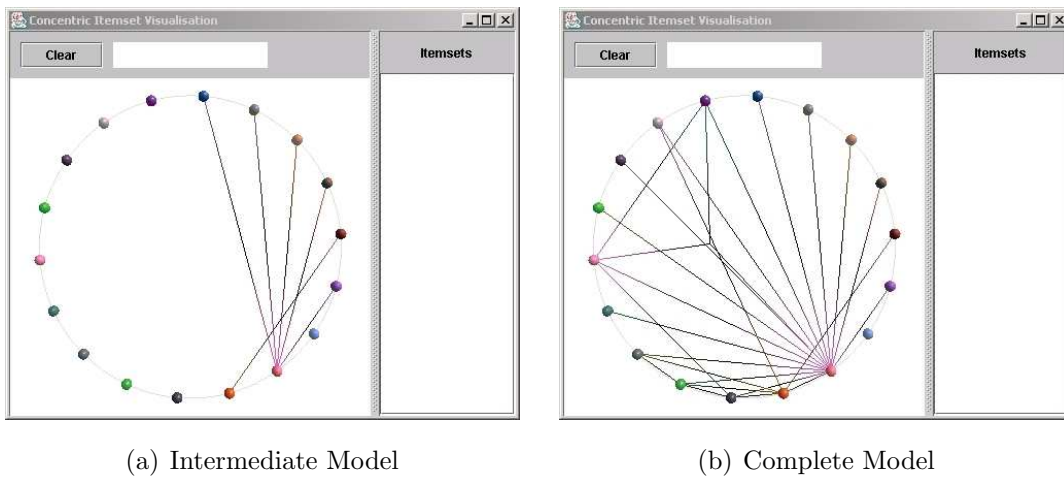 Concentric Itemset Visualisation
Clear
Itemsets
Concentric Itemset Visualisation
Clear
Itemsets
(a) Intermediate Model
(b) Complete Model